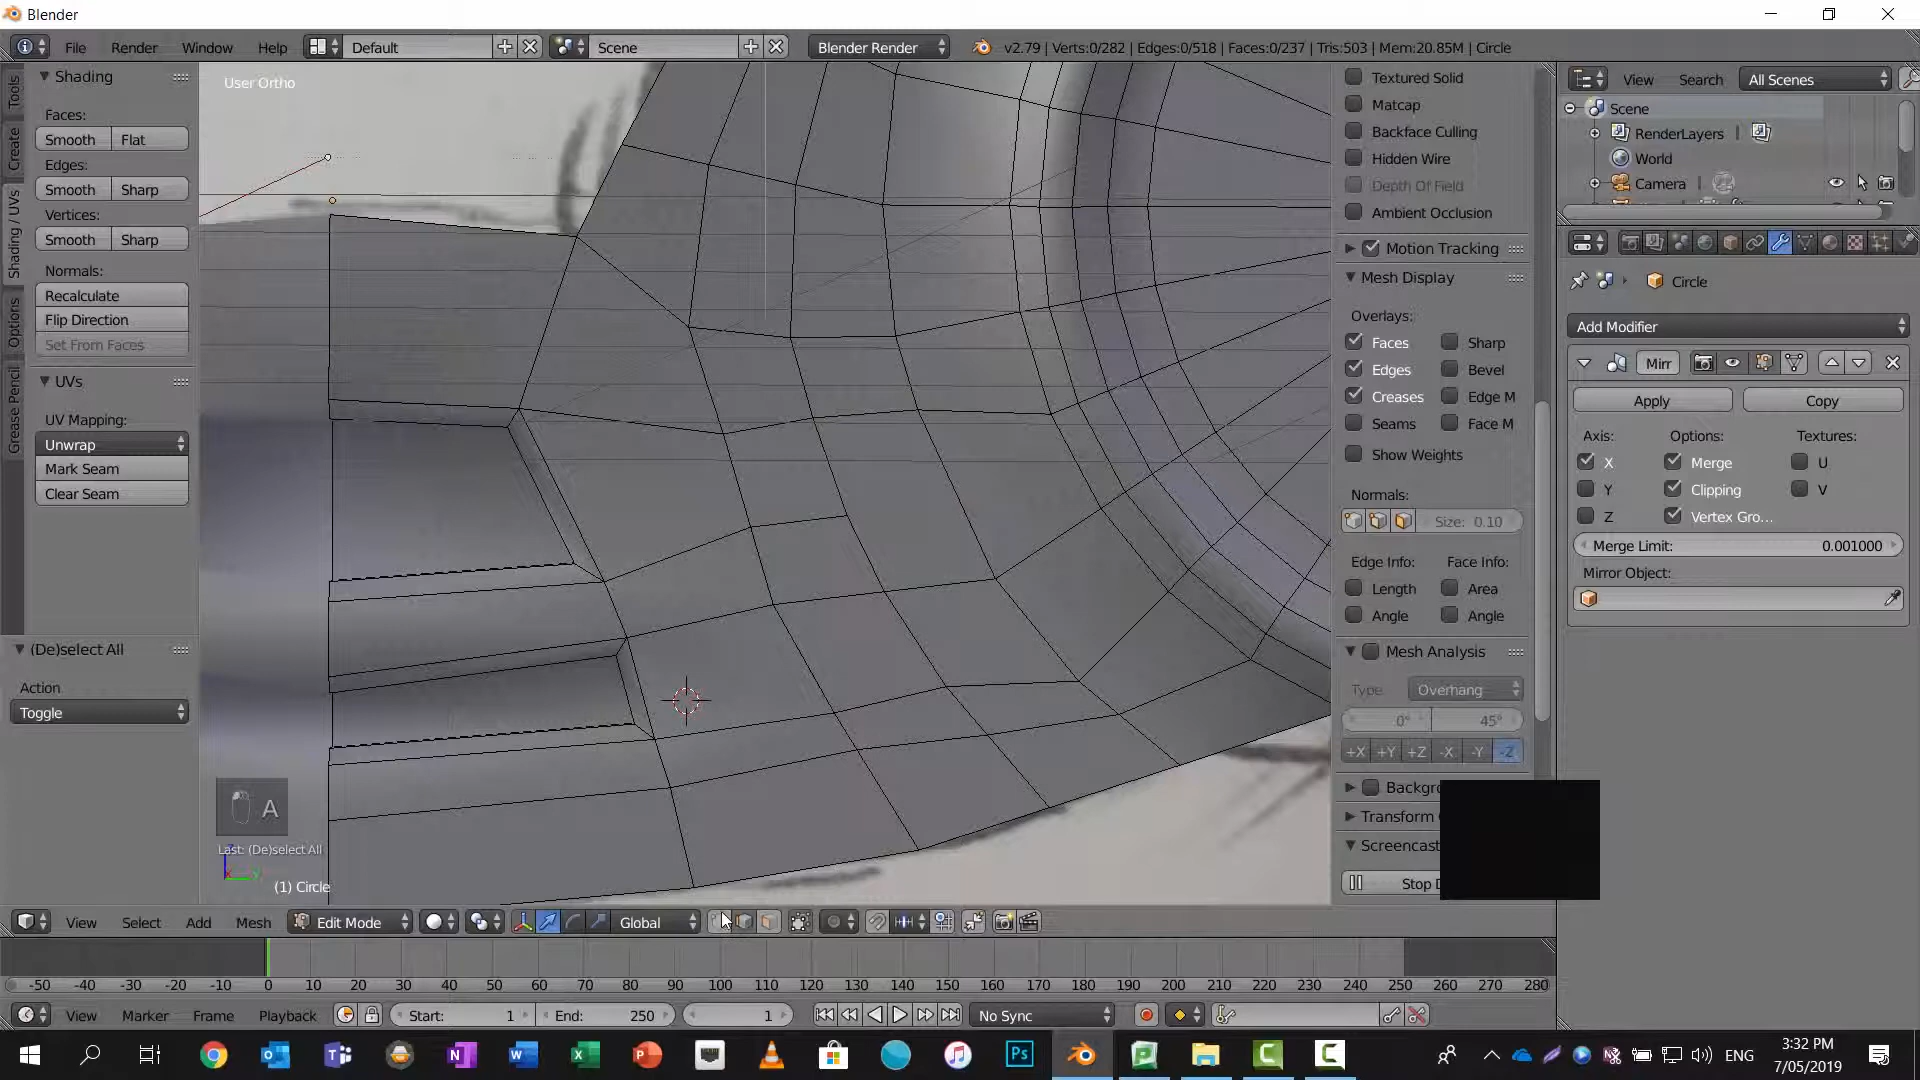 Blender
File Render Window Help Default Scene Blender Render v2.79 | Verts:0/282 | Edges:0/518 | Faces:0/237 | Tris:503 | Mem:20.85M | Circle
Tools
Create
Shading / UVs
Options
Grease Pencil
Shading
Faces:
Smooth Flat
Edges:
Smooth Sharp
Vertices:
Smooth Sharp
Normals:
Recalculate
Flip Direction
Set From Faces
UVs
UV Mapping:
Unwrap
Mark Seam
Clear Seam
(De)select All
Action
Toggle
User Ortho
A
Last: (De)select All
(1) Circle
Textured Solid
Matcap
Backface Culling
Hidden Wire
Depth Of Field
Ambient Occlusion
Motion Tracking
Mesh Display
Overlays:
Faces Sharp
Edges Bevel
Creases Edge M
Seams Face M
Show Weights
Normals:
Size: 0.10
Edge Info: Face Info:
Length Area
Angle Angle
Mesh Analysis
Type: Overhang
0° 45°
+X +Y +Z -X -Y -Z
Transform
Screencast
Stop
View Search All Scenes
Scene
RenderLayers |
World
Camera
Circle
Add Modifier
Mirr
Apply Copy
Axis: Options: Textures:
X Merge U
Y Clipping V
Z Vertex Gro...
Merge Limit: 0.001000
Mirror Object:
View Select Add Mesh Edit Mode Global
-50 -40 -30 -20 -10 0 10 20 30 40 50 60 70 80 90 100 110 120 130 140 150 160 170 180 190 200 210 220 230 240 250 260 270 280
View Marker Frame Playback Start: 1 End: 250 1 No Sync
ENG
3:32 PM
7/05/2019